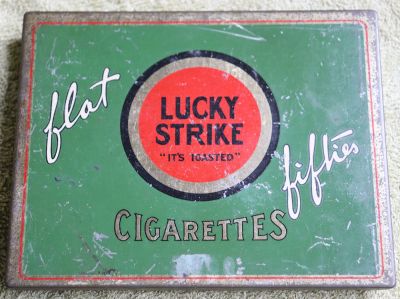 flat
LUCKY
STRIKE
"IT'S TOASTED"
fifties
CIGARETTES